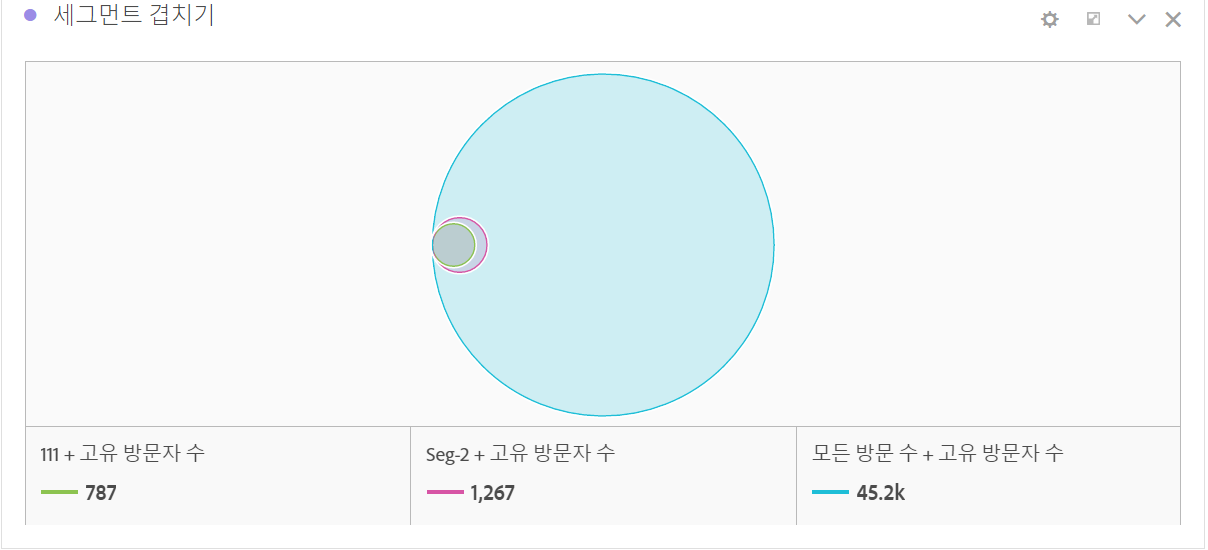 세그먼트 겹치기
111 + 고유 방문자 수
787
Seg-2 + 고유 방문자 수
1,267
모든 방문 수 + 고유 방문자 수
45.2k